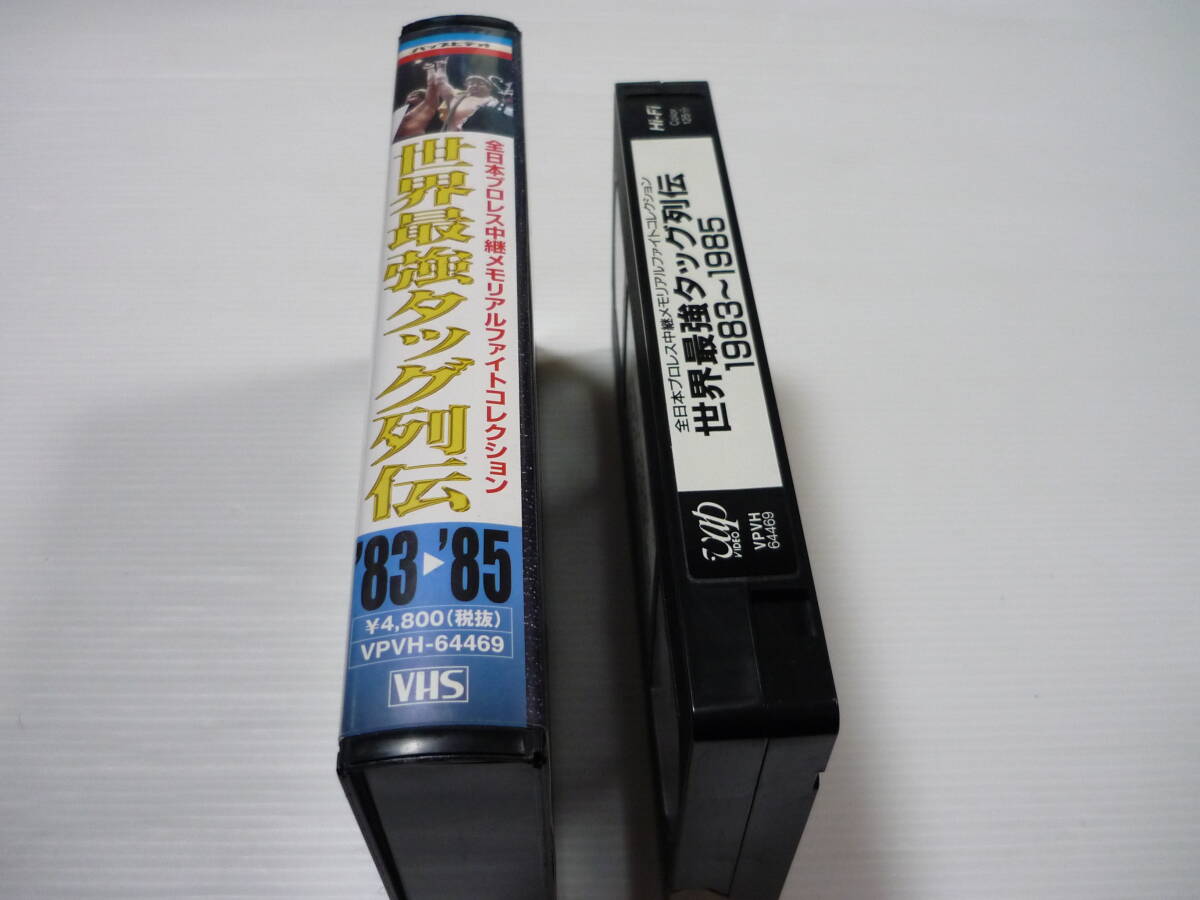 バップビデオ
全日本プロレス中継メモリアルファイトコレクション
世界最強タッグ列伝
'83▶'85
¥4,800(税抜)
VPVH-64469
VHS
Hi-Fi
Color
全日本プロレス中継メモリアルファイトコレクション
世界最強タッグ列伝
1983～1985
vap
VIDEO
VPVH
64469